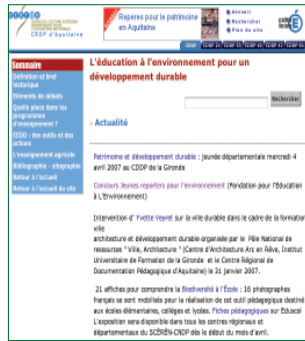 CRDP d'Aquitaine
Repères pour le patrimoine
en Aquitaine
Accueil
Rechercher
Plan du site
Sommaire
Définition et bref
historique
Eléments de débats
Quelle place dans les
programmes
d'enseignement ?
EEDD : des outils et des
actions
L'enseignement agricole
Bibliographie - sitographie
Retour à l'accueil
Retour à l'accueil du site
L'éducation à l'environnement pour un
développement durable
Rechercher
- Actualité
Patrimoine et développement durable : journée départementale mercredi 4
avril 2007 au CDDP de la Gironde
Concours Jeunes reporters pour l'environnement (Fondation pour l'Education
à L'Environnement)
Intervention d' Yvette Veyret sur la ville durable dans le cadre de la formation
ville
architecture et développement durable organisée par le Pôle National de
ressources " Ville, Architecture " (Centre d'Architecture Arc en Rêve, Institut
Universitaire de Formation de la Gironde et le Centre Régional de
Documentation Pédagogique d'Aquitaine) le 31 janvier 2007.
21 affiches pour comprendre la Biodiversité à l'École : 16 photographes
français se sont mobilisés pour la réalisation de cet outil pédagogique destiné
aux écoles élémentaires, collèges et lycées. Fiches pédagogiques sur Eduscol
L'exposition sera disponible dans tous les centres régionaux et
départementaux du SCÉRÉN-CNDP dès le début du mois d'avril.